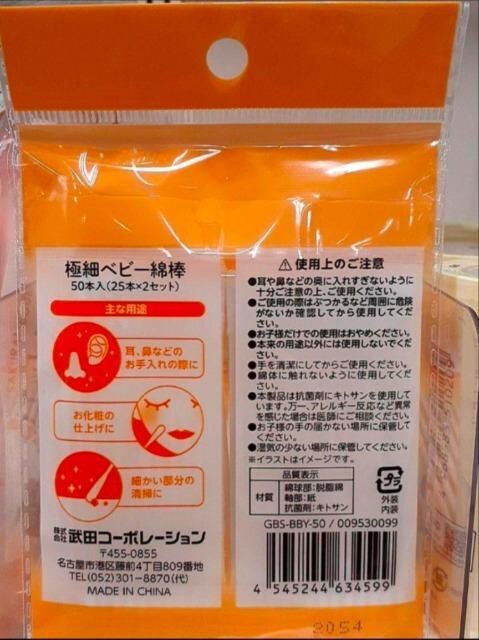 極細ベビー綿棒
50本入(25本×2セット)
主な用途
耳、鼻などの
お手入れの際に
お化粧の
仕上げに
細かい部分の
清掃に
株式会社 武田コーポレーション
〒455-0855
名古屋市港区藤前4丁目809番地
TEL(052)301-8870(代)
MADE IN CHINA
⚠使用上のご注意
●耳や鼻などの奥に入れすぎないように
十分ご注意の上、ご使用ください。
●ご使用の際はぶつかるなど周囲に危険
がないか確認してから使用してくだ
さい。
●お子様だけでの使用はおやめください。
●本来の用途以外には使用しないでくだ
さい。
●手を清潔にしてからご使用ください。
●綿体に触れないように使用してくだ
さい。
●本製品は抗菌剤にキトサンを使用して
います。万一、アレルギー反応など異常
を感じた場合は医師にご相談ください。
●お子様の手の届かない場所に保管して
ください。
●湿気の少ない場所に保管してください。
※イラストはイメージです。
品質表示
材質
綿球部:脱脂綿
軸部:紙
抗菌剤:キトサン
プラ
外装
内装
GBS-BBY-50 / 009530099
4 545244 634599
2054